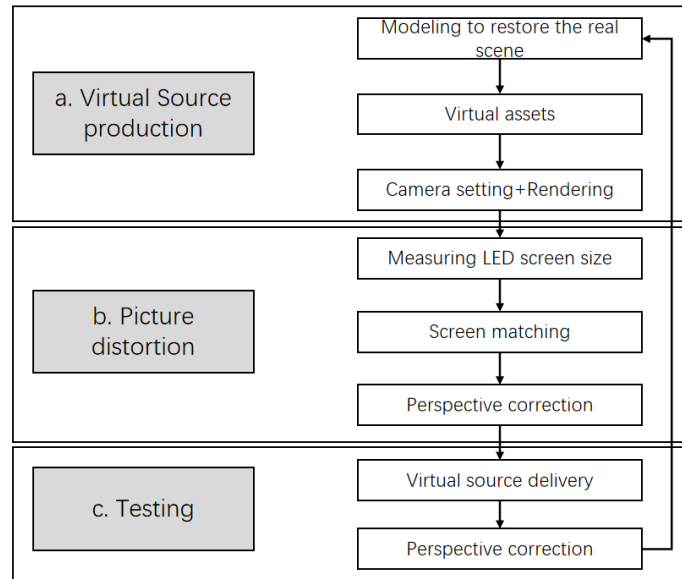 Modeling to restore the real
scene
a. Virtual Source
production
Virtual assets
Camera setting+Rendering
Measuring LED screen size
b. Picture
distortion
Screen matching
Perspective correction
Virtual source delivery
c. Testing
Perspective correction